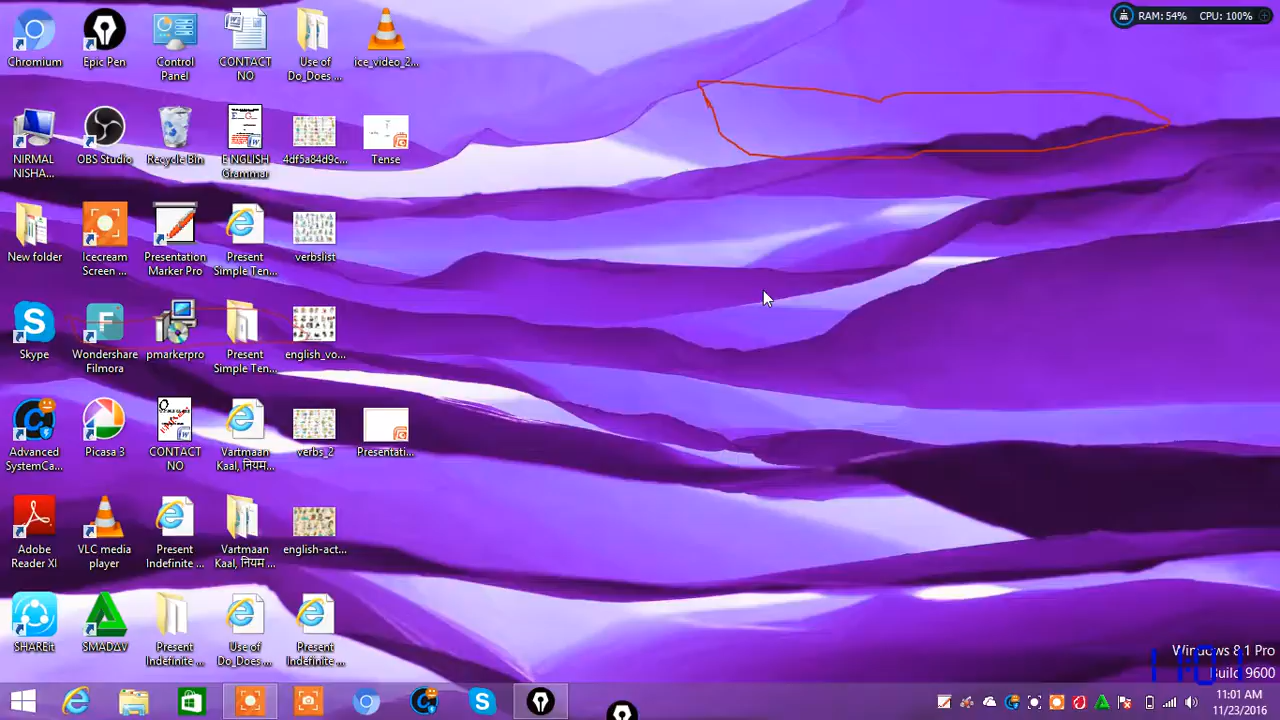 RAM: 54% CPU: 100%
Chromium
Epic Pen
Control
Panel
CONTACT
NO
Use of
Do_Does ...
ice_video_2...
NIRMAL
NISHA...
OBS Studio
Recycle Bin
ENGLISH
Grammar
4df5a84d9c...
Tense
New folder
Icecream
Screen ...
Presentation
Marker Pro
Present
Simple Ten...
verbslist
Skype
Wondershare
Filmora
pmarkerpro
Present
Simple Ten...
english_vo...
Advanced
SystemCa...
Picasa 3
CONTACT
NO
Vartmaan
Kaal, नियम ...
verbs_2
Presentati...
Adobe
Reader XI
VLC media
player
Present
Indefinite ...
Vartmaan
Kaal, नियम ...
english-act...
SHAREit
SMADΔV
Present
Indefinite ...
Use of
Do_Does ...
Present
Indefinite ...
Windows 8.1 Pro
Build 9600
11:01
11:01 AM
11/23/2016